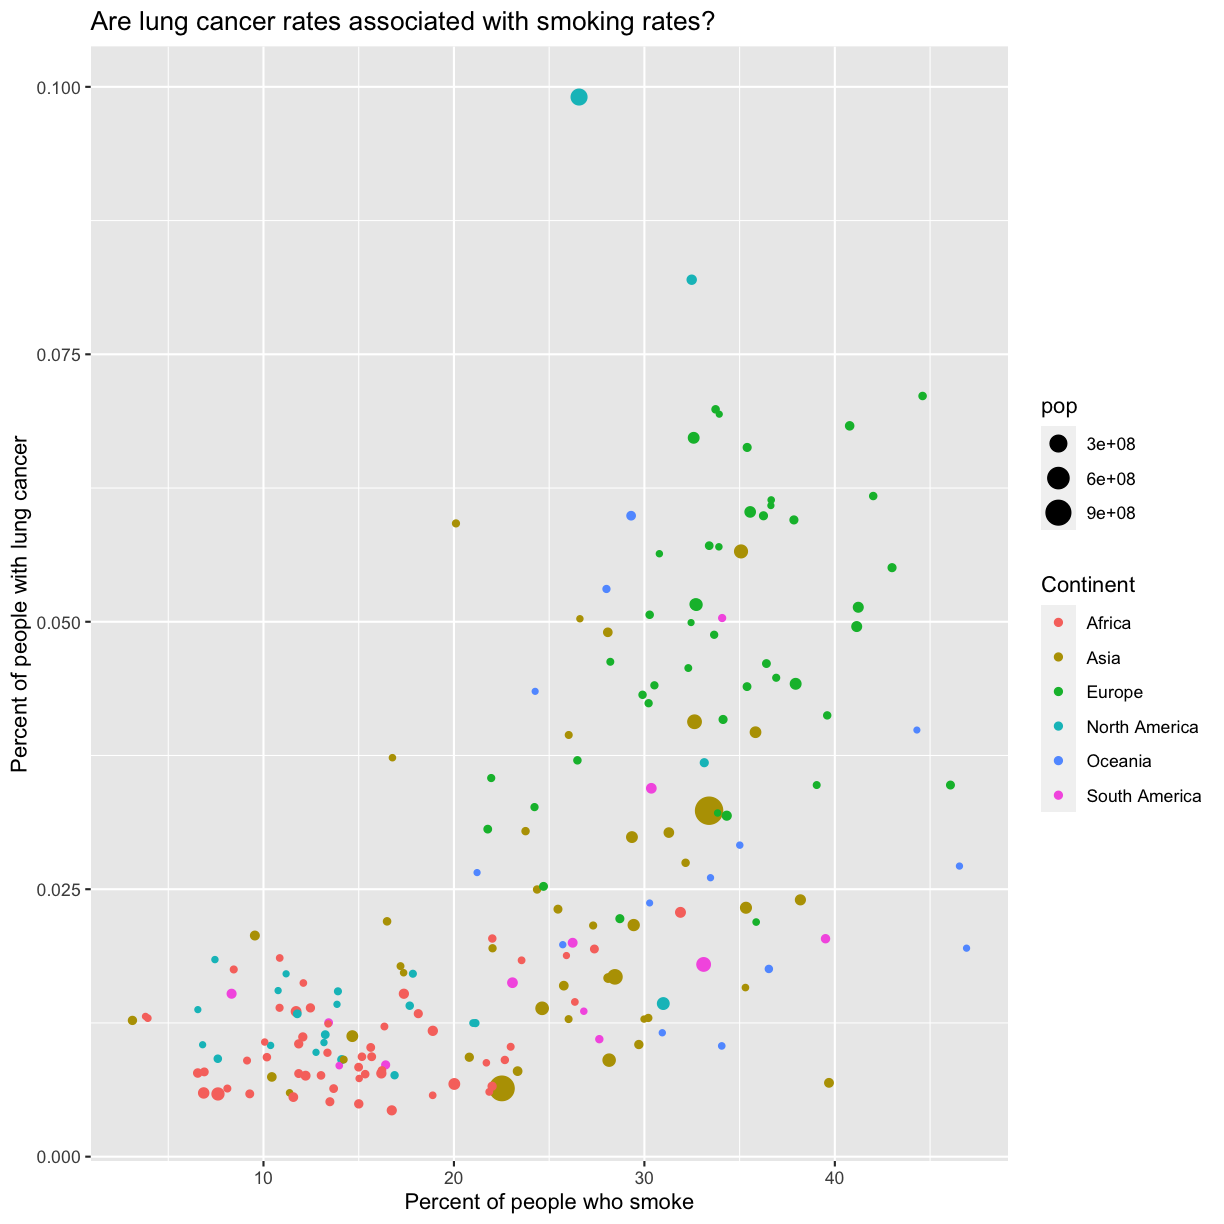 Are lung cancer rates associated with smoking rates?
0.100
0.075
0.050
0.025
0.000
Percent of people with lung cancer
10 20 30 40
Percent of people who smoke
pop
3e+08
6e+08
9e+08
Continent
Africa
Asia
Europe
North America
Oceania
South America